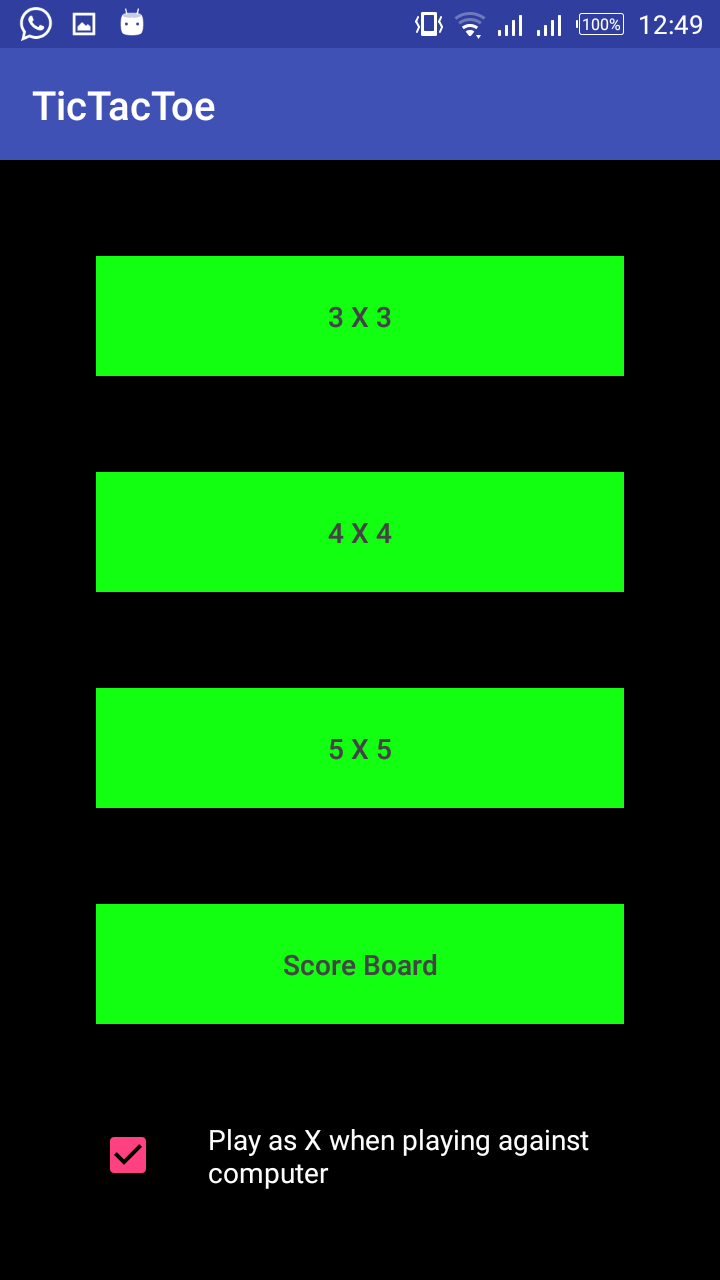 100% 12:49
TicTacToe
3 X 3
4 X 4
5 X 5
Score Board
Play as X when playing against
computer